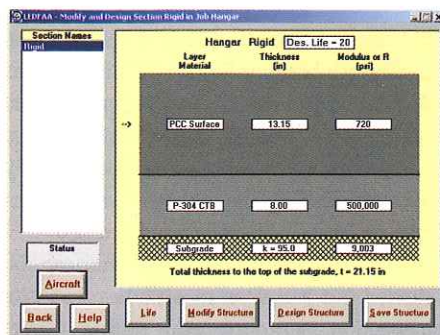 LEDFAA - Modify and Design Section Rigid in Job Hangar
Section Names
Rigid
Hangar Rigid Des. Life = 20
Layer Material Thickness (in) Modulus or R (psi)
PCC Surface 13.15 720
P-304 CTB 8.00 500,000
Subgrade k = 95.0 9,003
Total thickness to the top of the subgrade, t = 21.15 in
Status
Aircraft
Back Help Life Modify Structure Design Structure Save Structure